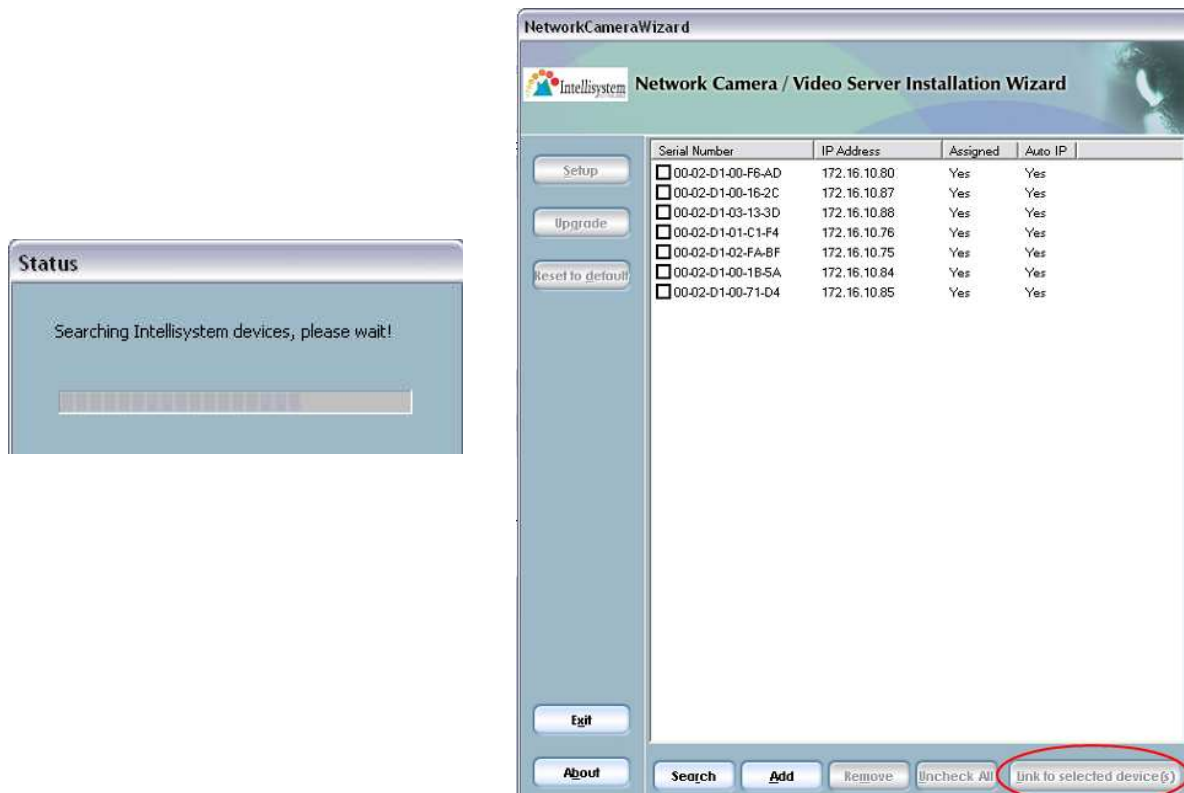 Status
Searching Intellisystem devices, please wait!
NetworkCameraWizard
Intellisystem
Network Camera / Video Server Installation Wizard
Setup
Upgrade
Reset to default
Exit
About
Serial Number IP Address Assigned Auto IP
00-02-D1-00-F6-AD 172.16.10.80 Yes Yes
00-02-D1-00-16-2C 172.16.10.87 Yes Yes
00-02-D1-03-13-3D 172.16.10.88 Yes Yes
00-02-D1-01-C1-F4 172.16.10.76 Yes Yes
00-02-D1-02-FA-BF 172.16.10.75 Yes Yes
00-02-D1-00-1B-5A 172.16.10.84 Yes Yes
00-02-D1-00-71-D4 172.16.10.85 Yes Yes
Search Add Remove Uncheck All Link to selected device(s)